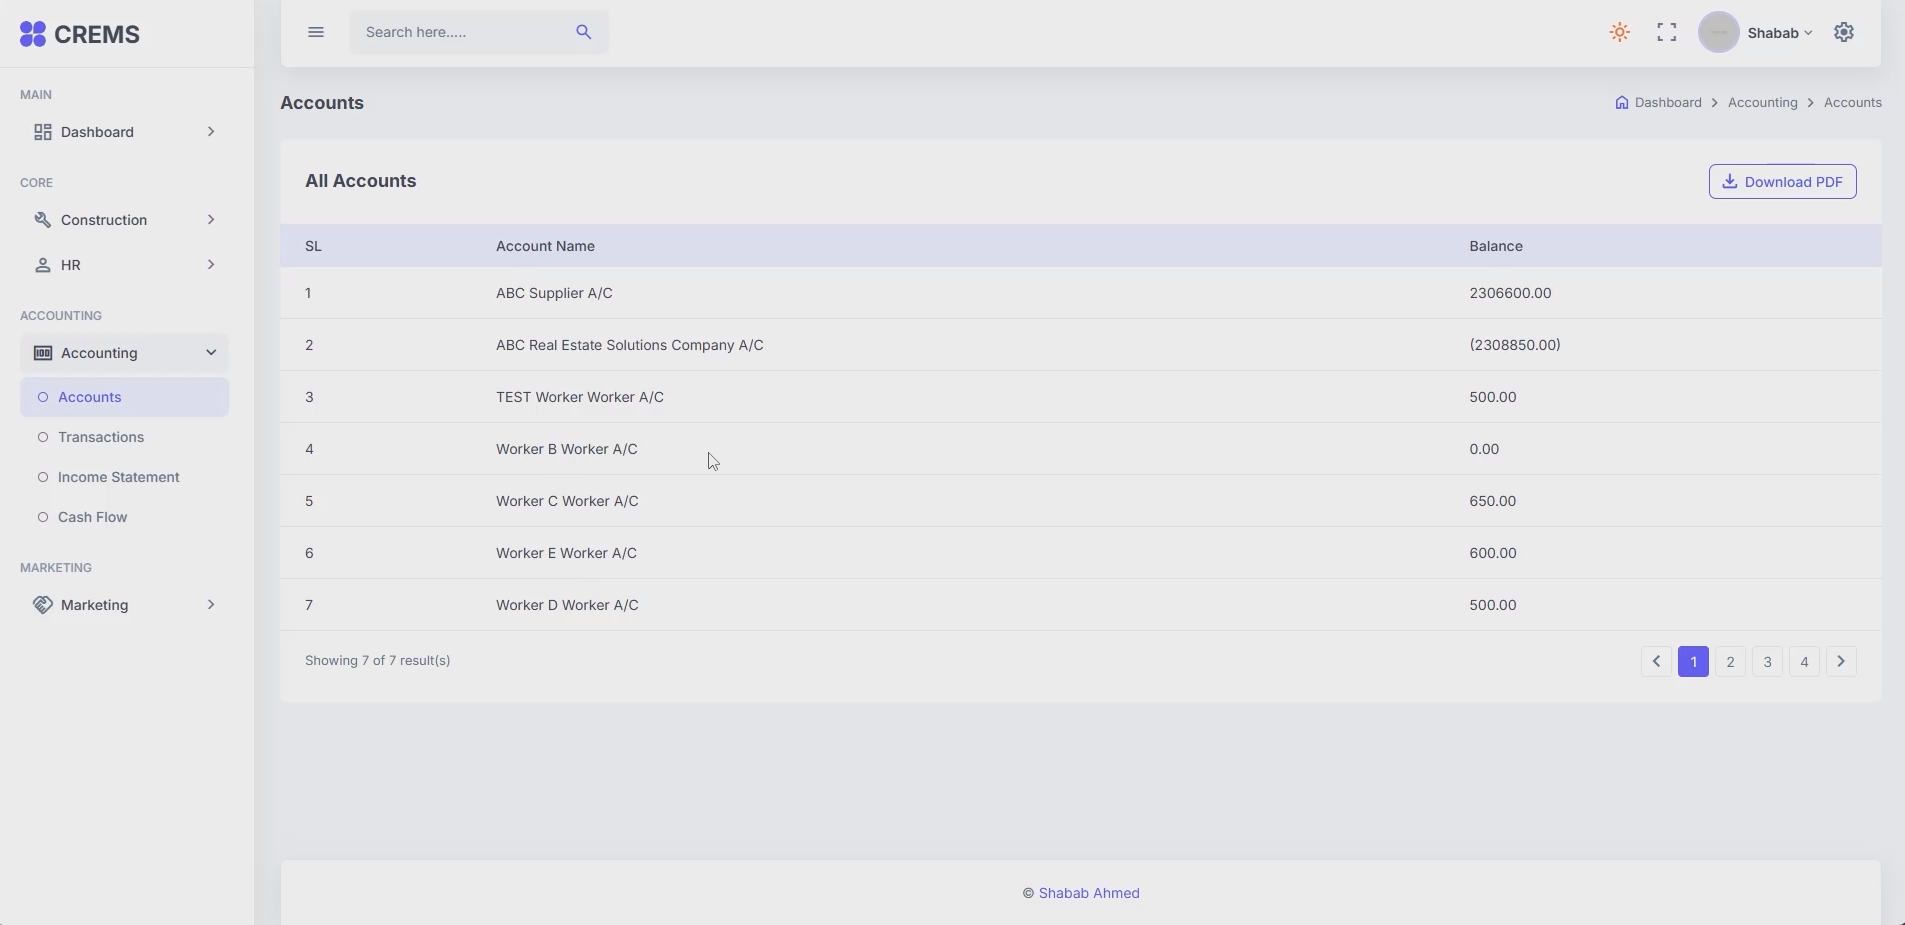 CREMS
Search here.....
Shabab
MAIN
Dashboard
CORE
Construction
HR
ACCOUNTING
Accounting
Accounts
Transactions
Income Statement
Cash Flow
MARKETING
Marketing
Accounts
Dashboard > Accounting > Accounts
All Accounts
Download PDF
SL Account Name Balance
1 ABC Supplier A/C 2306600.00
2 ABC Real Estate Solutions Company A/C (2308850.00)
3 TEST Worker Worker A/C 500.00
4 Worker B Worker A/C 0.00
5 Worker C Worker A/C 650.00
6 Worker E Worker A/C 600.00
7 Worker D Worker A/C 500.00
Showing 7 of 7 result(s)
1 2 3 4
© Shabab Ahmed